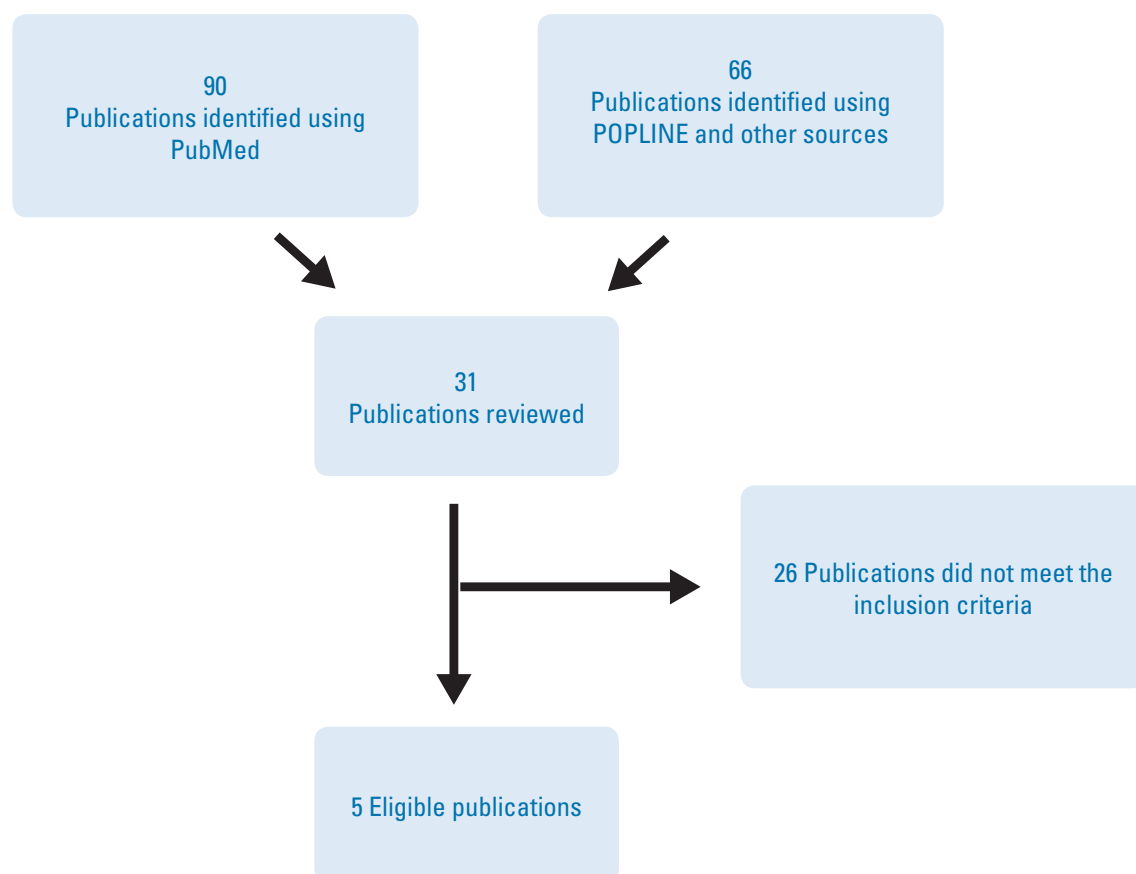 90
Publications identified using
PubMed
66
Publications identified using
POPLINE and other sources
31
Publications reviewed
26 Publications did not meet the
inclusion criteria
5 Eligible publications